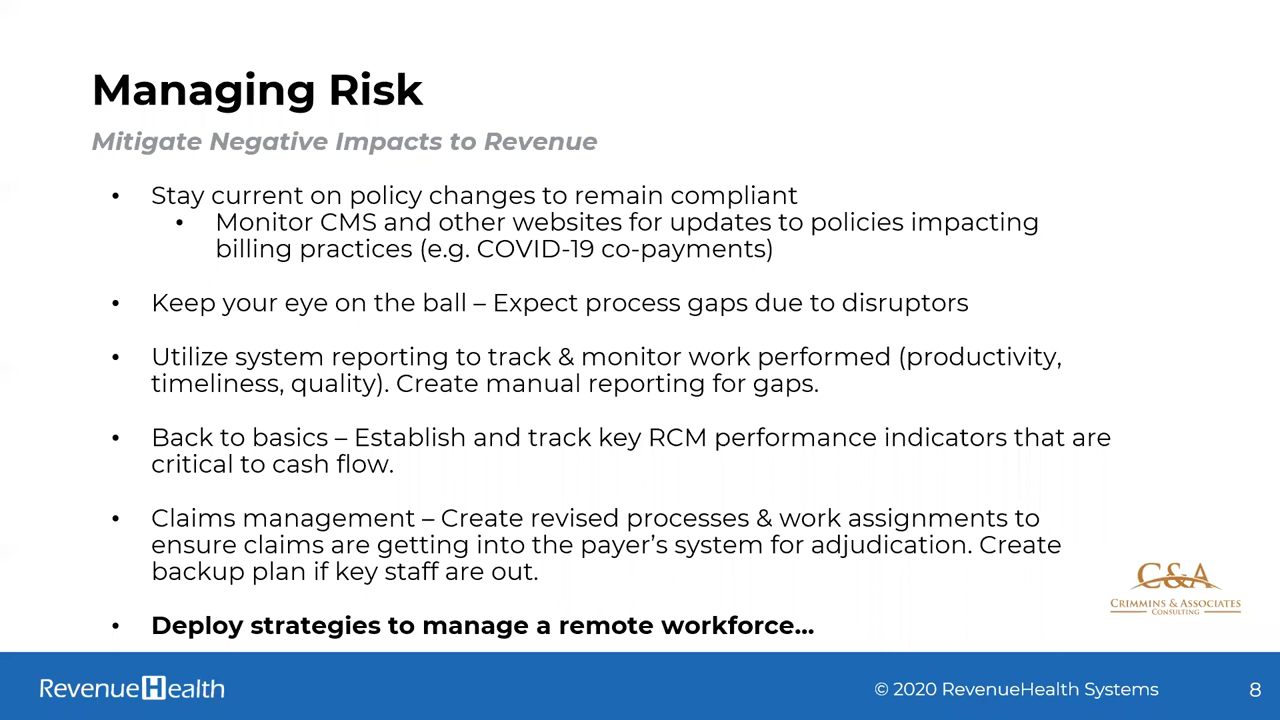 Managing Risk
Mitigate Negative Impacts to Revenue
• Stay current on policy changes to remain compliant
• Monitor CMS and other websites for updates to policies impacting
billing practices (e.g. COVID-19 co-payments)
• Keep your eye on the ball – Expect process gaps due to disruptors
• Utilize system reporting to track & monitor work performed (productivity,
timeliness, quality). Create manual reporting for gaps.
• Back to basics – Establish and track key RCM performance indicators that are
critical to cash flow.
• Claims management – Create revised processes & work assignments to
ensure claims are getting into the payer’s system for adjudication. Create
backup plan if key staff are out.
• Deploy strategies to manage a remote workforce...
C&A
CRIMMINS & ASSOCIATES
CONSULTING
RevenueHealth
© 2020 RevenueHealth Systems
8